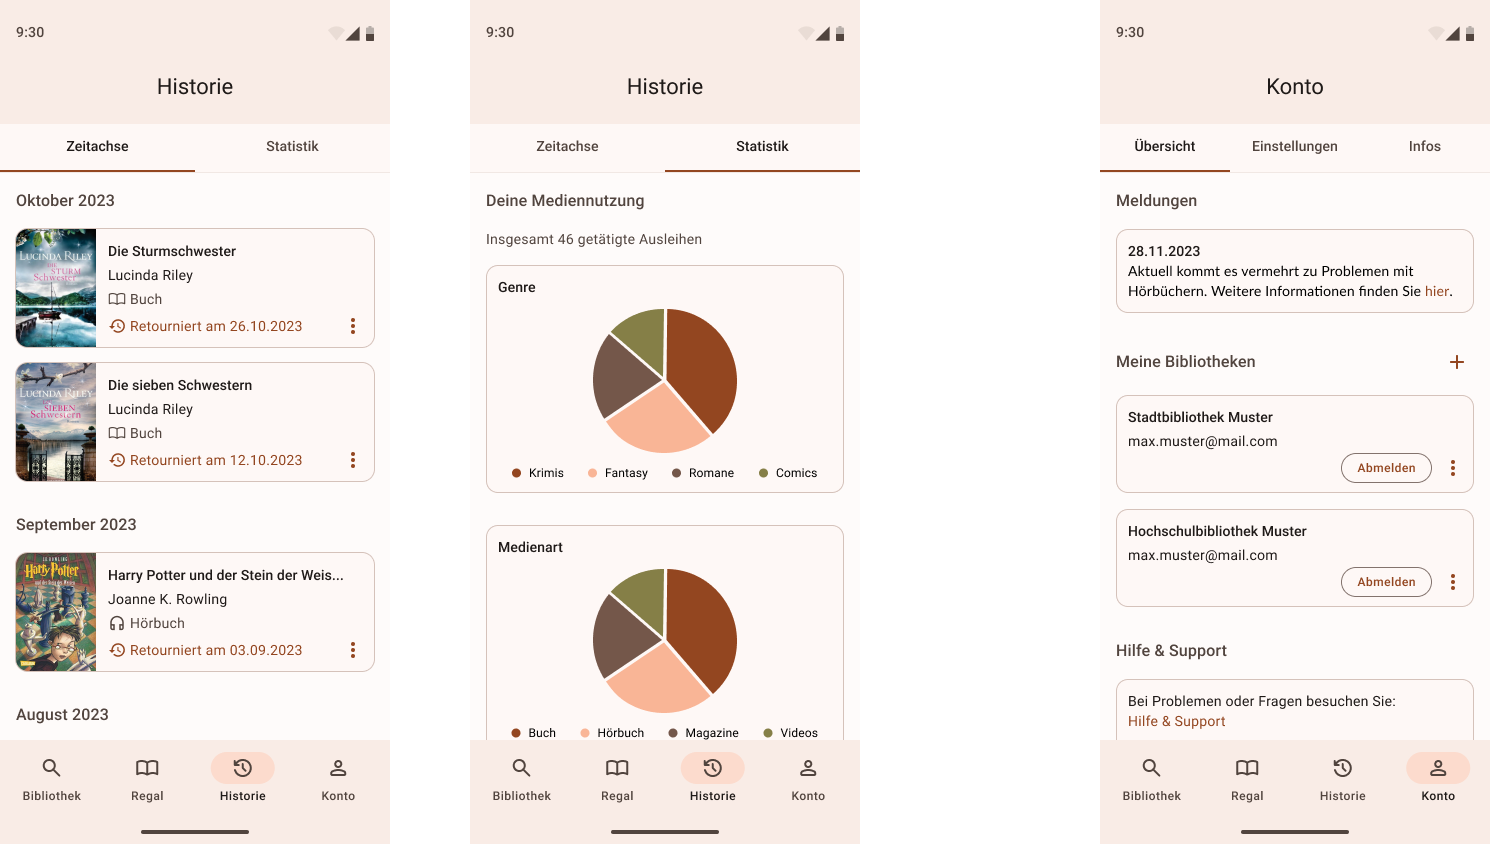 9:30
Historie
Zeitachse
Statistik
Oktober 2023
LUCINDA RILEY
Die
STURM
Schwester
Die Sturmschwester
Lucinda Riley
Buch
Retourniert am 26.10.2023
LUCINDA RILEY
SIEBEN
Schwestern
Die sieben Schwestern
Lucinda Riley
Buch
Retourniert am 12.10.2023
September 2023
Harry Potter
und der Stein der Weisen
Harry Potter und der Stein der Weis...
Joanne K. Rowling
Hörbuch
Retourniert am 03.09.2023
August 2023
Bibliothek
Regal
Historie
Konto
9:30
Historie
Zeitachse
Statistik
Deine Mediennutzung
Insgesamt 46 getätigte Ausleihen
Genre
Krimis
Fantasy
Romane
Comics
Medienart
Buch
Hörbuch
Magazine
Videos
Bibliothek
Regal
Historie
Konto
9:30
Konto
Übersicht
Einstellungen
Infos
Meldungen
28.11.2023
Aktuell kommt es vermehrt zu Problemen mit
Hörbüchern. Weitere Informationen finden Sie hier.
Meine Bibliotheken
Stadtbibliothek Muster
max.muster@mail.com
Abmelden
Hochschulbibliothek Muster
max.muster@mail.com
Abmelden
Hilfe & Support
Bei Problemen oder Fragen besuchen Sie:
Hilfe & Support
Bibliothek
Regal
Historie
Konto